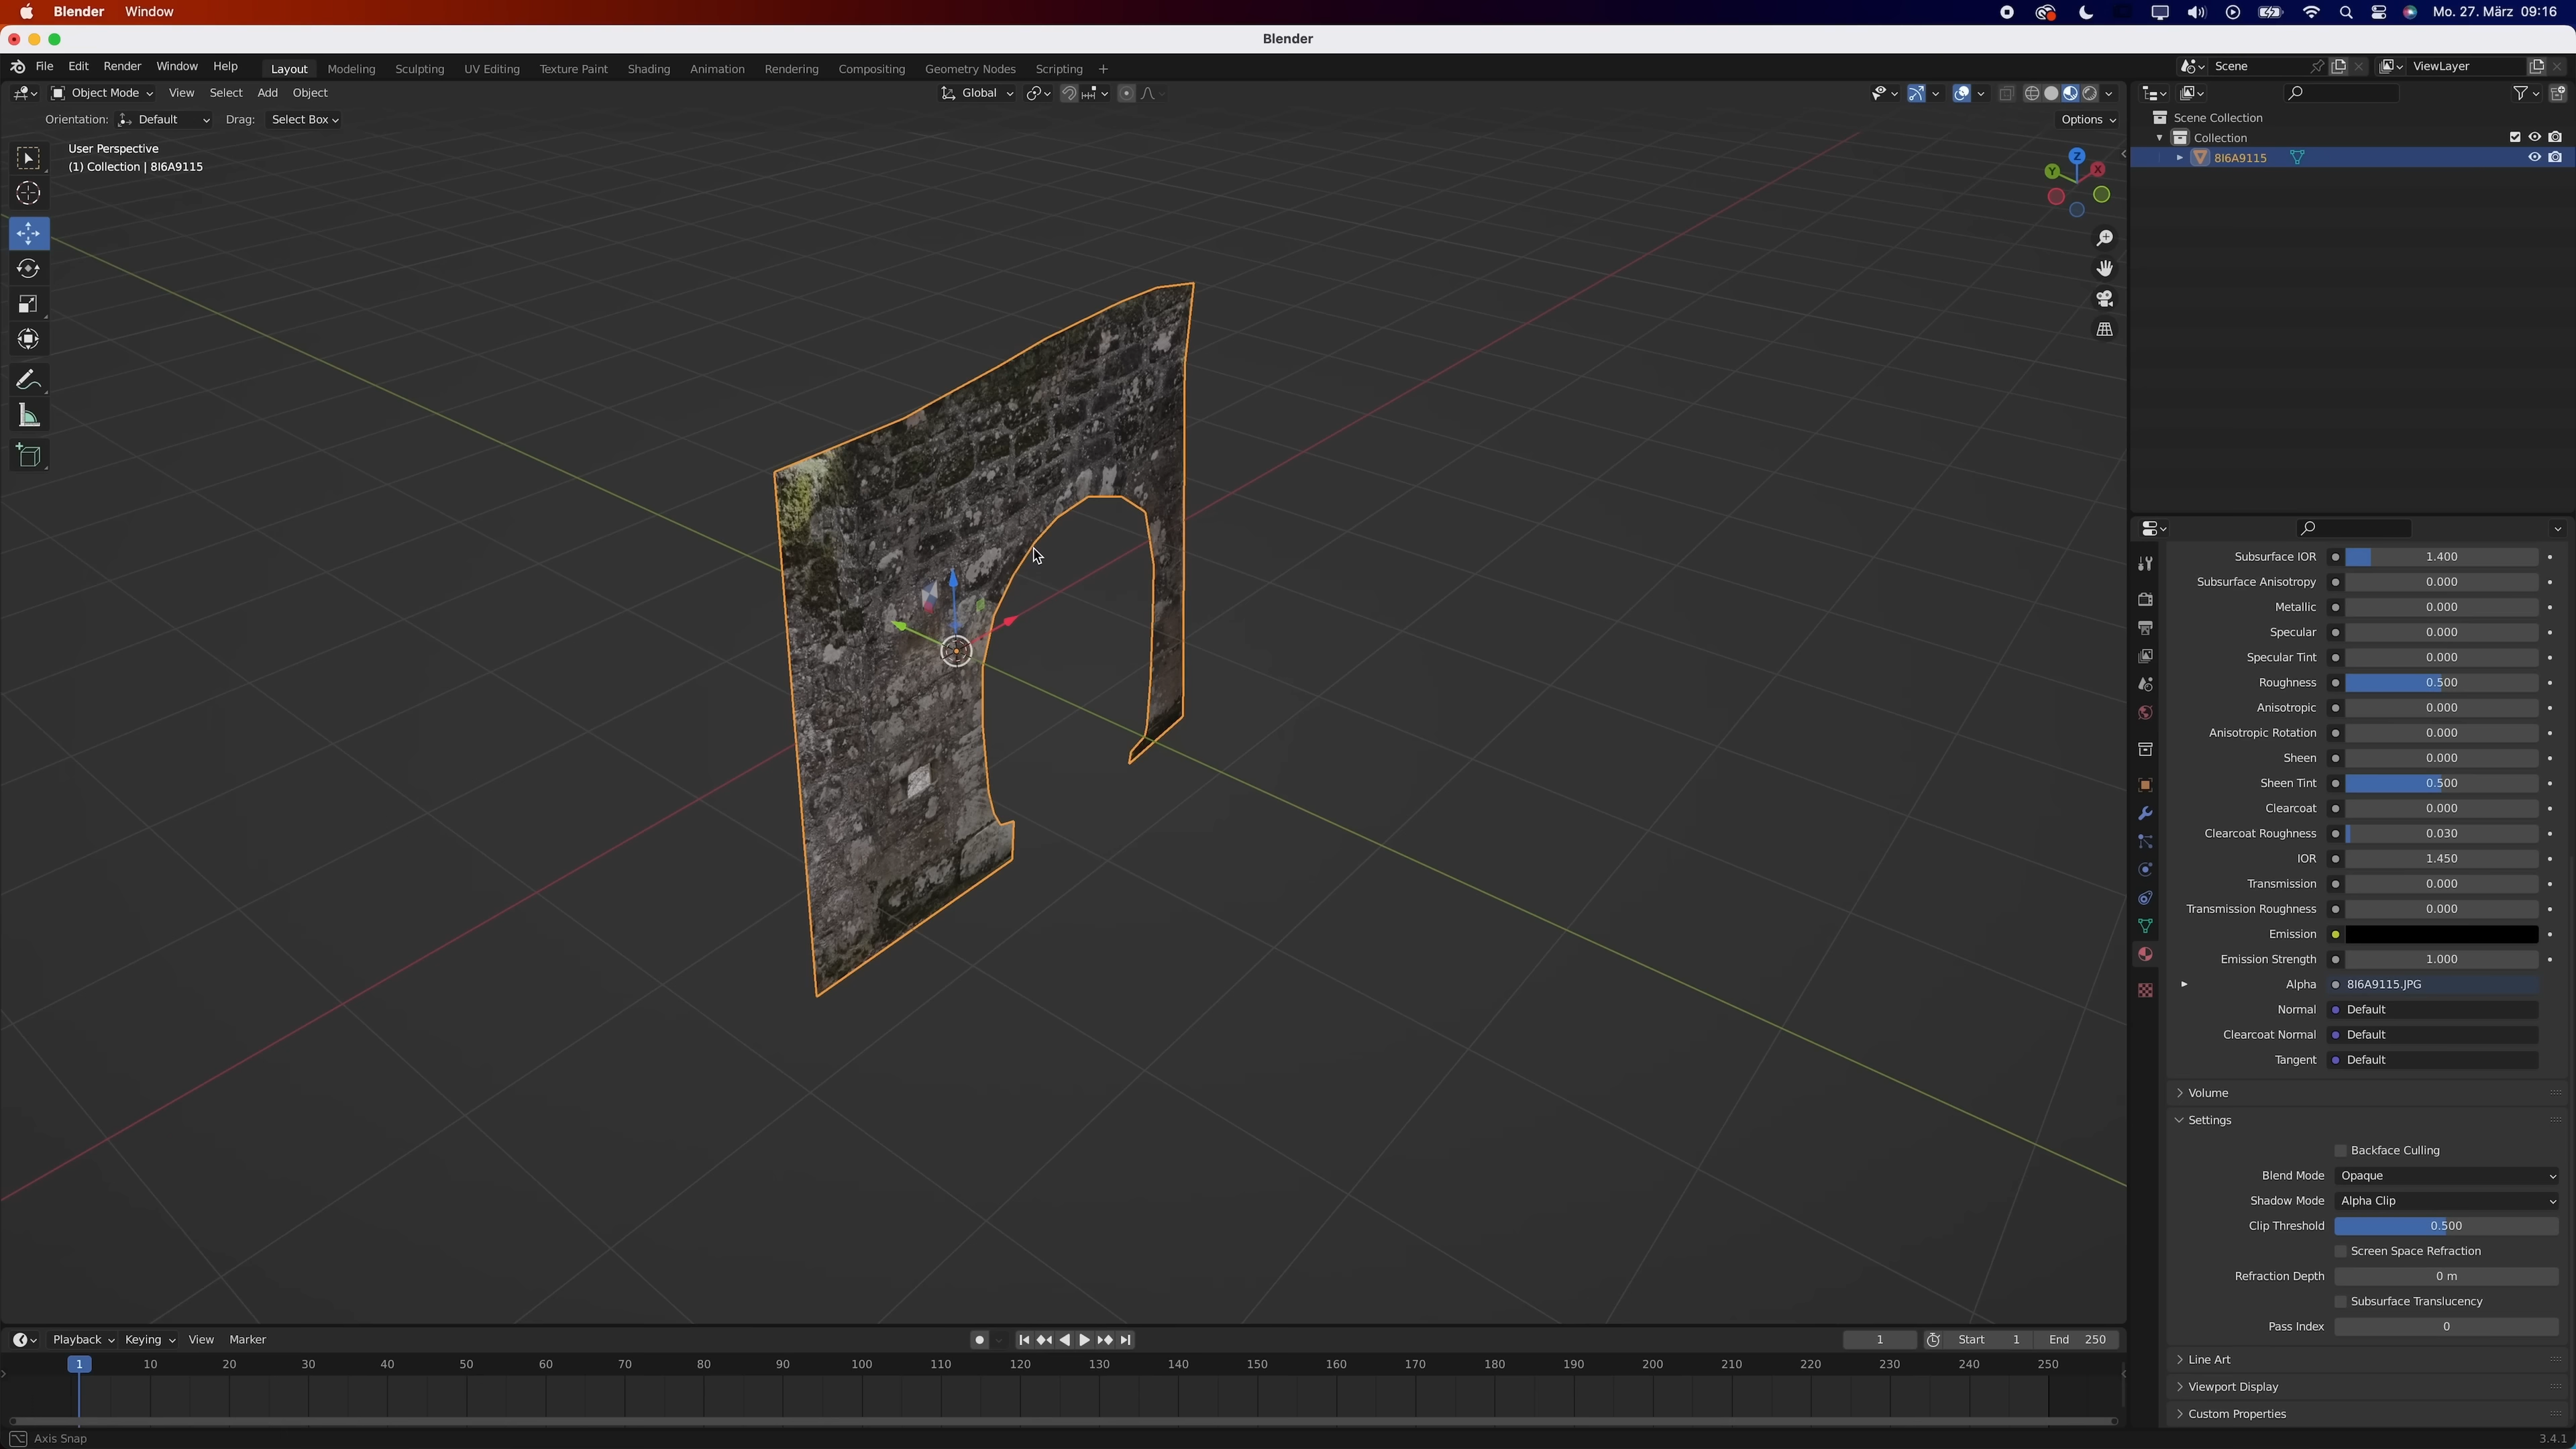 Blender Window Mo. 27. März 09:16
Blender
File Edit Render Window Help Layout Modeling Sculpting UV Editing Texture Paint Shading Animation Rendering Compositing Geometry Nodes Scripting + Scene ViewLayer
Object Mode View Select Add Object Global
Orientation: Default Drag: Select Box Options
User Perspective
(1) Collection | 8I6A9115
Z
Y
X
Scene Collection
Collection
8I6A9115
Subsurface IOR 1.400
Subsurface Anisotropy 0.000
Metallic 0.000
Specular 0.000
Specular Tint 0.000
Roughness 0.500
Anisotropic 0.000
Anisotropic Rotation 0.000
Sheen 0.000
Sheen Tint 0.500
Clearcoat 0.000
Clearcoat Roughness 0.030
IOR 1.450
Transmission 0.000
Transmission Roughness 0.000
Emission
Emission Strength 1.000
Alpha 8I6A9115.JPG
Normal Default
Clearcoat Normal Default
Tangent Default
Volume
Settings
Backface Culling
Blend Mode Opaque
Shadow Mode Alpha Clip
Clip Threshold 0.500
Screen Space Refraction
Refraction Depth 0 m
Subsurface Translucency
Pass Index 0
Line Art
Viewport Display
Custom Properties
Playback Keying View Marker 1 Start 1 End 250
1 10 20 30 40 50 60 70 80 90 100 110 120 130 140 150 160 170 180 190 200 210 220 230 240 250
Axis Snap 3.4.1